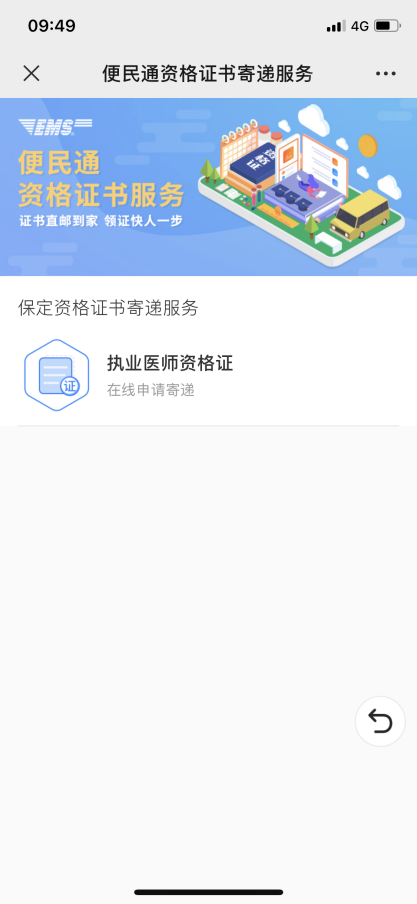 09:49
4G
便民通资格证书寄递服务
EMS
便民通
资格证书服务
证书直邮到家 领证快人一步
保定资格证书寄递服务
证
执业医师资格证
在线申请寄递